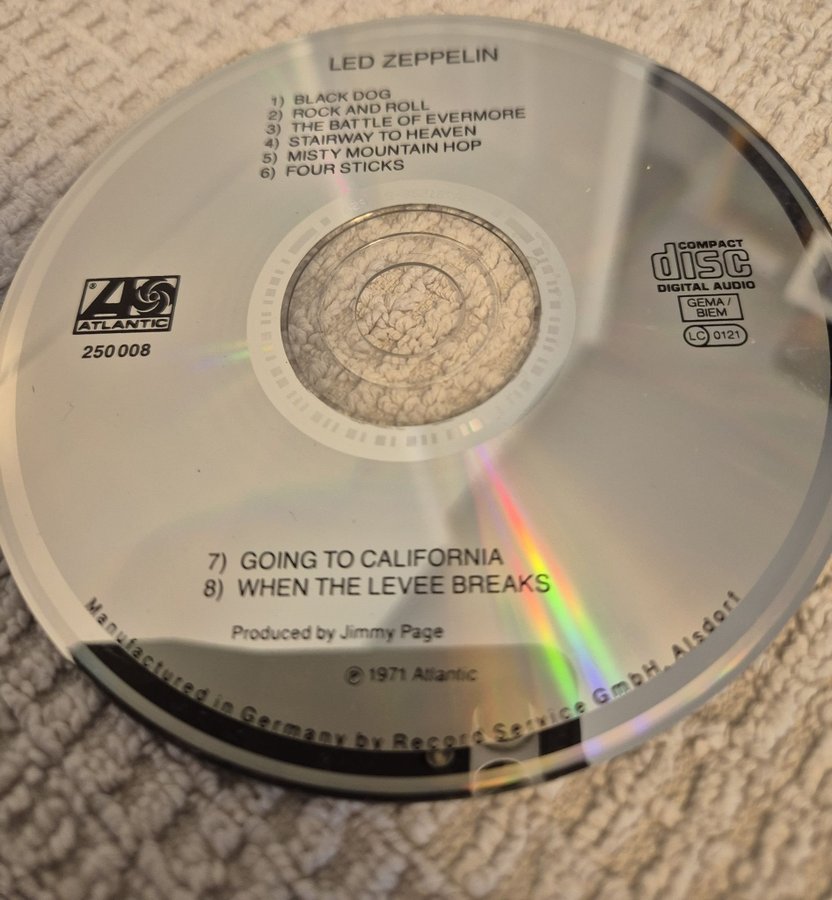 LED ZEPPELIN
1) BLACK DOG
2) ROCK AND ROLL
3) THE BATTLE OF EVERMORE
4) STAIRWAY TO HEAVEN
5) MISTY MOUNTAIN HOP
6) FOUR STICKS
® ATLANTIC
250 008
COMPACT
disc
DIGITAL AUDIO
GEMA /
BIEM
LC 0121
7) GOING TO CALIFORNIA
8) WHEN THE LEVEE BREAKS
Produced by Jimmy Page
℗ 1971 Atlantic
Manufactured in Germany by Record Service GmbH, Alsdorf